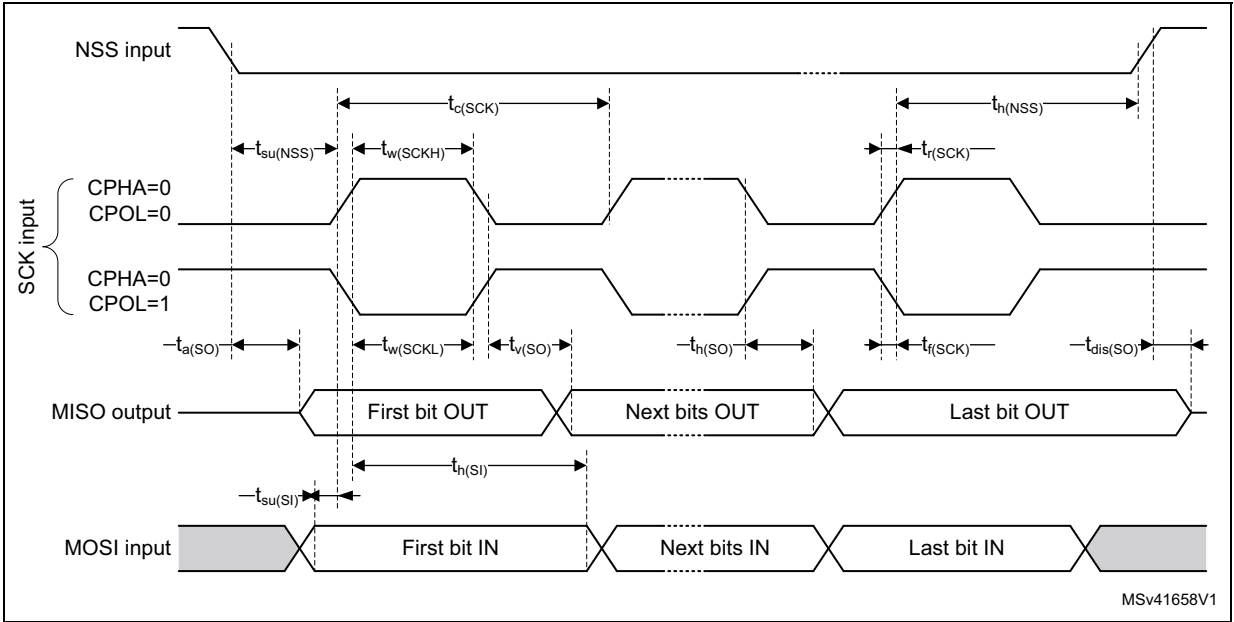 NSS input
tc(SCK)
th(NSS)
tsu(NSS)
tw(SCKH)
tr(SCK)
SCK input
CPHA=0
CPOL=0
CPHA=0
CPOL=1
ta(SO)
tw(SCKL)
tv(SO)
th(SO)
tf(SCK)
tdis(SO)
MISO output
First bit OUT
Next bits OUT
Last bit OUT
th(SI)
tsu(SI)
MOSI input
First bit IN
Next bits IN
Last bit IN
MSv41658V1